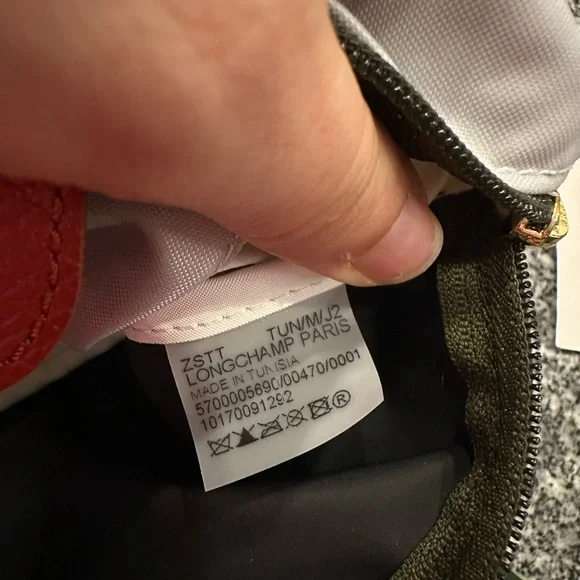 ZSTT TUN/M/J2
LONGCHAMP PARIS
MADE IN TUNISIA
5700005690/00470/0001
10170091292
®